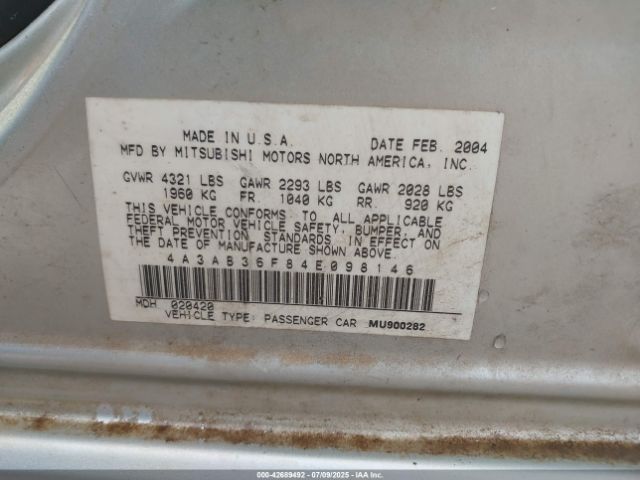 MADE IN U.S.A. DATE FEB. 2004
MFD BY MITSUBISHI MOTORS NORTH AMERICA, INC.
GVWR 4321 LBS GAWR 2293 LBS GAWR 2028 LBS
1960 KG FR. 1040 KG RR. 920 KG
THIS VEHICLE CONFORMS TO ALL APPLICABLE
FEDERAL MOTOR VEHICLE SAFETY, BUMPER, AND
THEFT PREVENTION STANDARDS IN EFFECT ON
THE DATE OF MANUFACTURE SHOWN ABOVE.
4A3AB36F84E098146
MDH 020420
VEHICLE TYPE: PASSENGER CAR MU900282
000-42689492 - 07/09/2025 - WWW.IAAI.COM